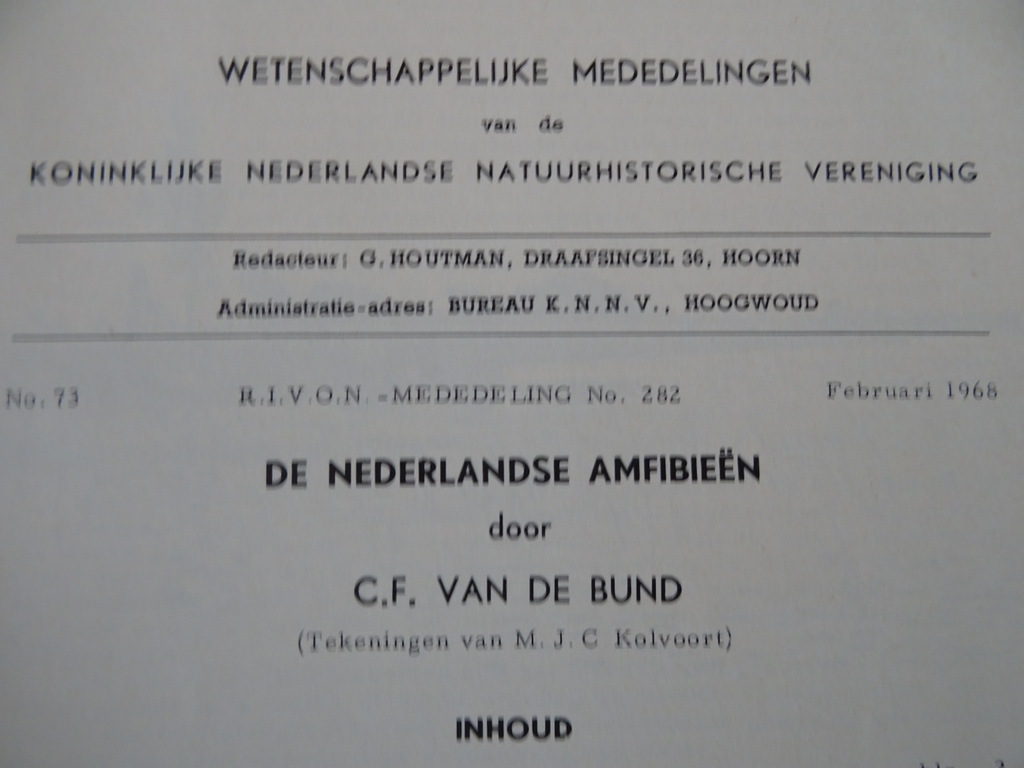 WETENSCHAPPELIJKE MEDEDELINGEN
van de
KONINKLIJKE NEDERLANDSE NATUURHISTORISCHE VERENIGING
Redacteur: G. HOUTMAN, DRAAFSINGEL 36, HOORN
Administratie-adres: BUREAU K.N.N.V., HOOGWOUD
No. 73 R.I.V.O.N.-MEDEDELING No. 282 Februari 1968
DE NEDERLANDSE AMFIBIEËN
door
C.F. VAN DE BUND
(Tekeningen van M.J.C Kolvoort)
INHOUD